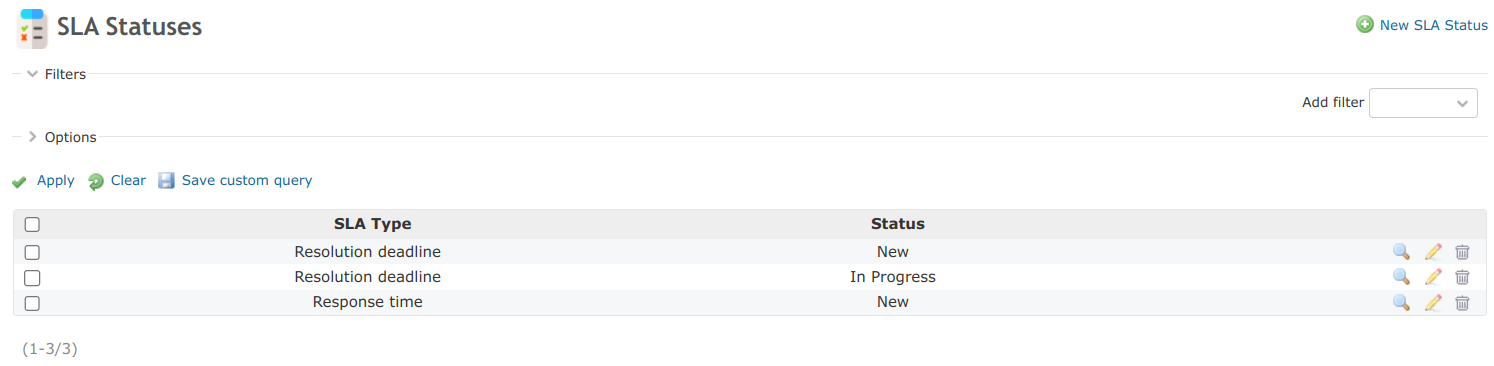 SLA Statuses
New SLA Status
Filters
Add filter
Options
Apply Clear Save custom query
SLA Type Status
Resolution deadline New
Resolution deadline In Progress
Response time New
(1-3/3)